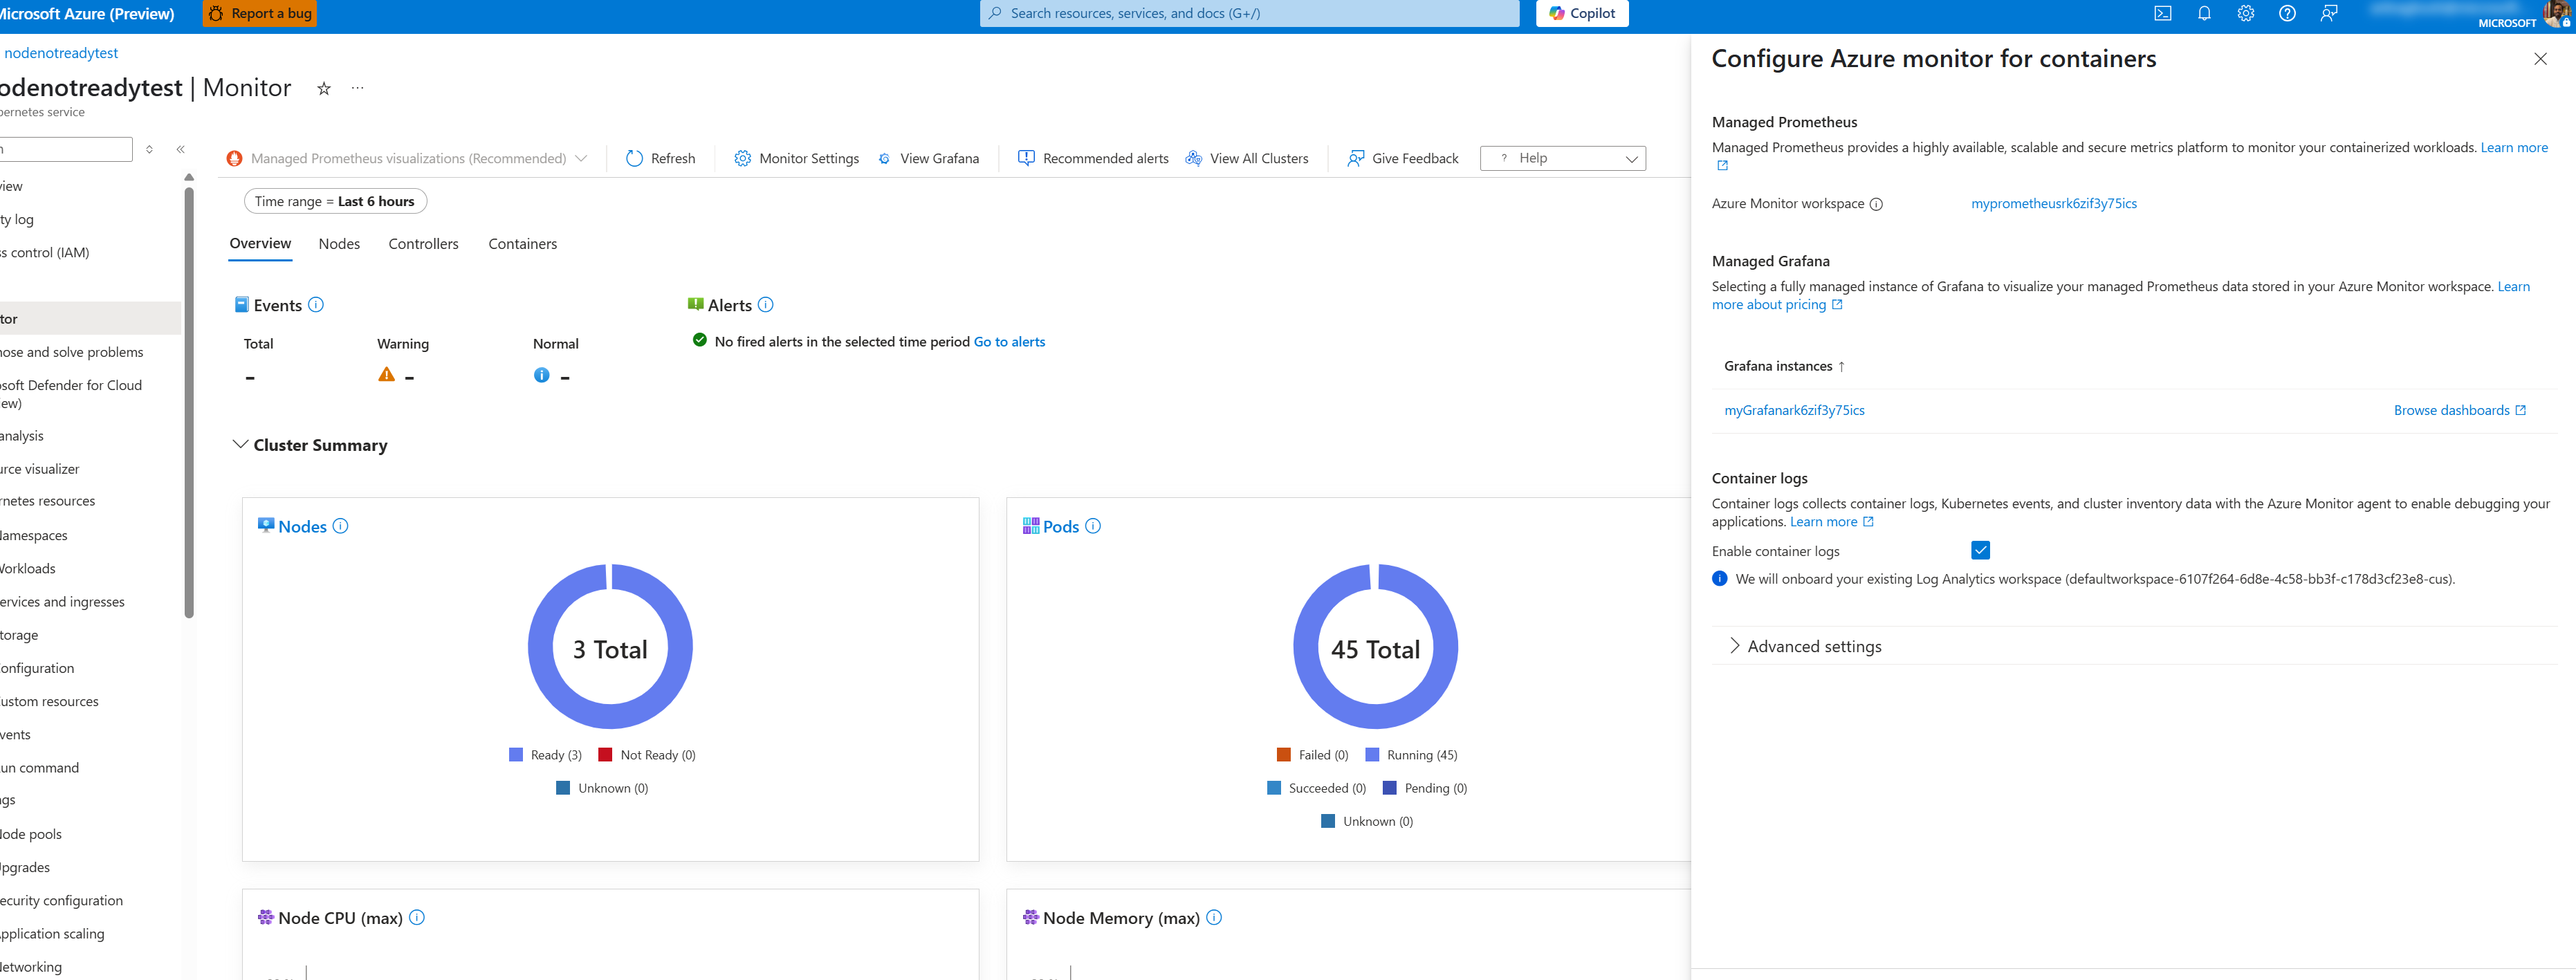 Microsoft Azure (Preview)
Report a bug
Search resources, services, and docs (G+/)
Copilot
MICROSOFT
nodenotreadytest
odenotreadytest | Monitor
bernetes service
«
view
ty log
ss control (IAM)
tor
nose and solve problems
osoft Defender for Cloud
iew)
analysis
urce visualizer
rnetes resources
Namespaces
Workloads
ervices and ingresses
torage
onfiguration
ustom resources
vents
un command
ngs
Node pools
Upgrades
ecurity configuration
pplication scaling
Networking
Managed Prometheus visualizations (Recommended)
Refresh
Monitor Settings
View Grafana
Recommended alerts
View All Clusters
Give Feedback
? Help
Time range = Last 6 hours
Overview
Nodes
Controllers
Containers
Events
Total
Warning
Normal
–
–
–
Alerts
No fired alerts in the selected time period Go to alerts
Cluster Summary
Nodes
3 Total
Ready (3)
Not Ready (0)
Unknown (0)
Pods
45 Total
Failed (0)
Running (45)
Succeeded (0)
Pending (0)
Unknown (0)
Node CPU (max)
Node Memory (max)
Configure Azure monitor for containers
Managed Prometheus
Managed Prometheus provides a highly available, scalable and secure metrics platform to monitor your containerized workloads. Learn more
Azure Monitor workspace
myprometheusrk6zif3y75ics
Managed Grafana
Selecting a fully managed instance of Grafana to visualize your managed Prometheus data stored in your Azure Monitor workspace. Learn
more about pricing
Grafana instances ↑
myGrafanark6zif3y75ics
Browse dashboards
Container logs
Container logs collects container logs, Kubernetes events, and cluster inventory data with the Azure Monitor agent to enable debugging your
applications. Learn more
Enable container logs
We will onboard your existing Log Analytics workspace (defaultworkspace-6107f264-6d8e-4c58-bb3f-c178d3cf23e8-cus).
Advanced settings